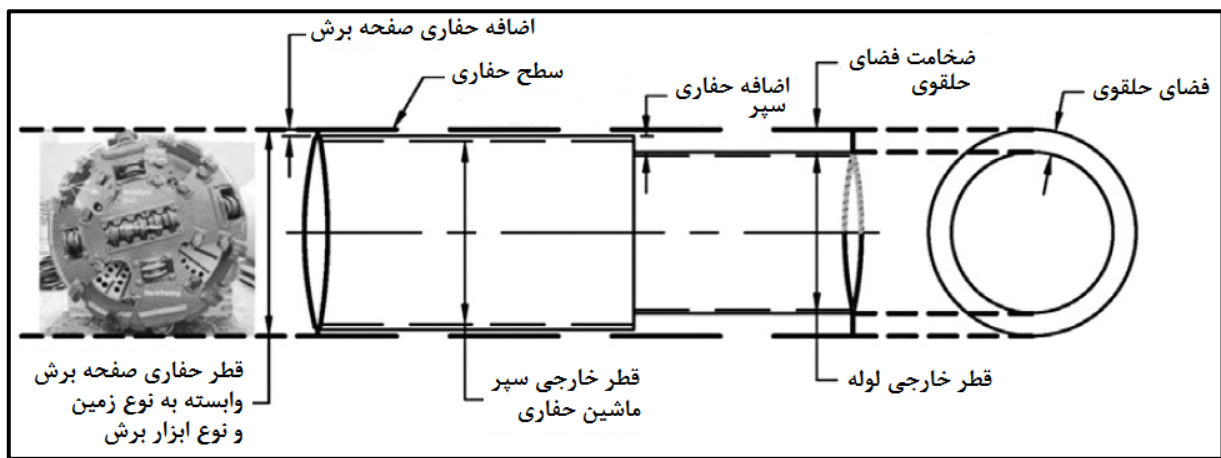 اضافه حفاری صفحه برش
سطح حفاری
اضافه حفاری
سپر
ضخامت فضای
حلقوی
فضای حلقوی
قطر حفاری صفحه برش
وابسته به نوع زمین
و نوع ابزار برش
قطر خارجی سپر
ماشین حفاری
قطر خارجی لوله